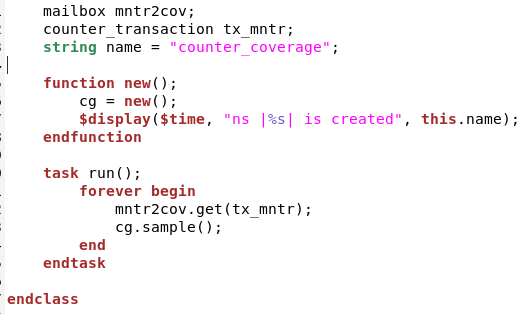 mailbox mntr2cov;
counter_transaction tx_mntr;
string name = "counter_coverage";
function new();
cg = new();
$display($time, "ns |%s| is created", this.name);
endfunction
task run();
forever begin
mntr2cov.get(tx_mntr);
cg.sample();
end
endtask
endclass